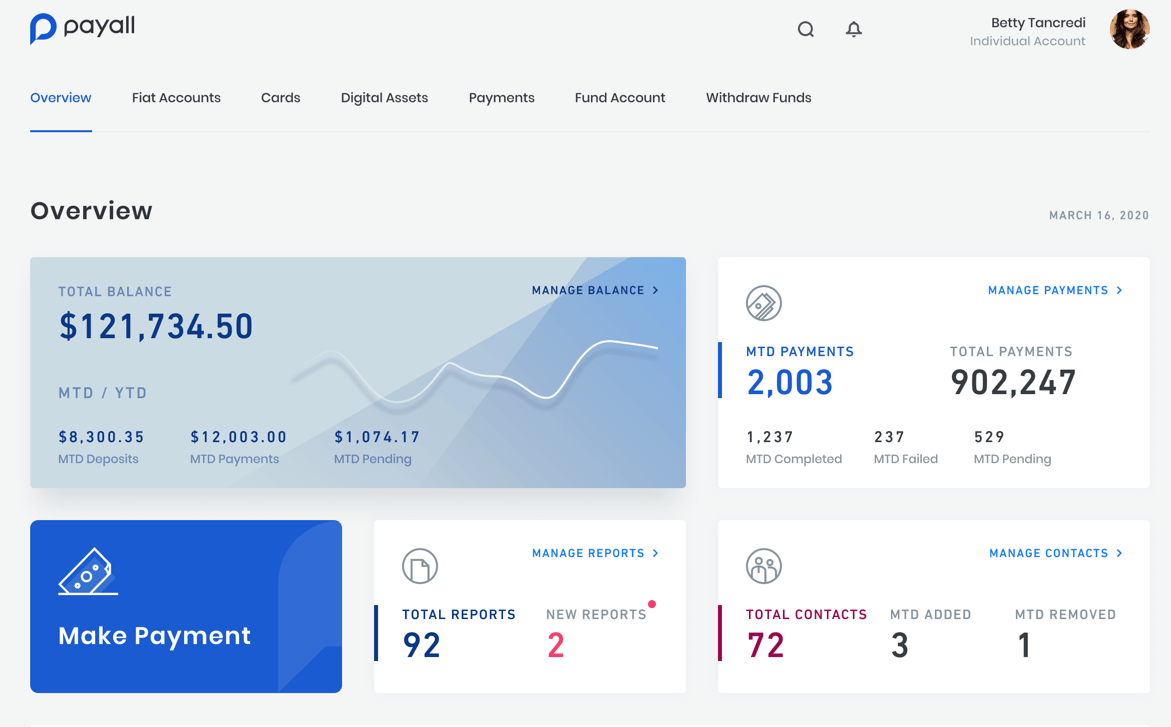 payall
Betty Tancredi
Individual Account
Overview
Fiat Accounts
Cards
Digital Assets
Payments
Fund Account
Withdraw Funds
Overview
MARCH 16, 2020
TOTAL BALANCE
MANAGE BALANCE >
$121,734.50
MTD / YTD
$8,300.35
MTD Deposits
$12,003.00
MTD Payments
$1,074.17
MTD Pending
MANAGE PAYMENTS >
MTD PAYMENTS
2,003
TOTAL PAYMENTS
902,247
1,237
MTD Completed
237
MTD Failed
529
MTD Pending
Make Payment
MANAGE REPORTS >
TOTAL REPORTS
92
NEW REPORTS
2
MANAGE CONTACTS >
TOTAL CONTACTS
72
MTD ADDED
3
MTD REMOVED
1